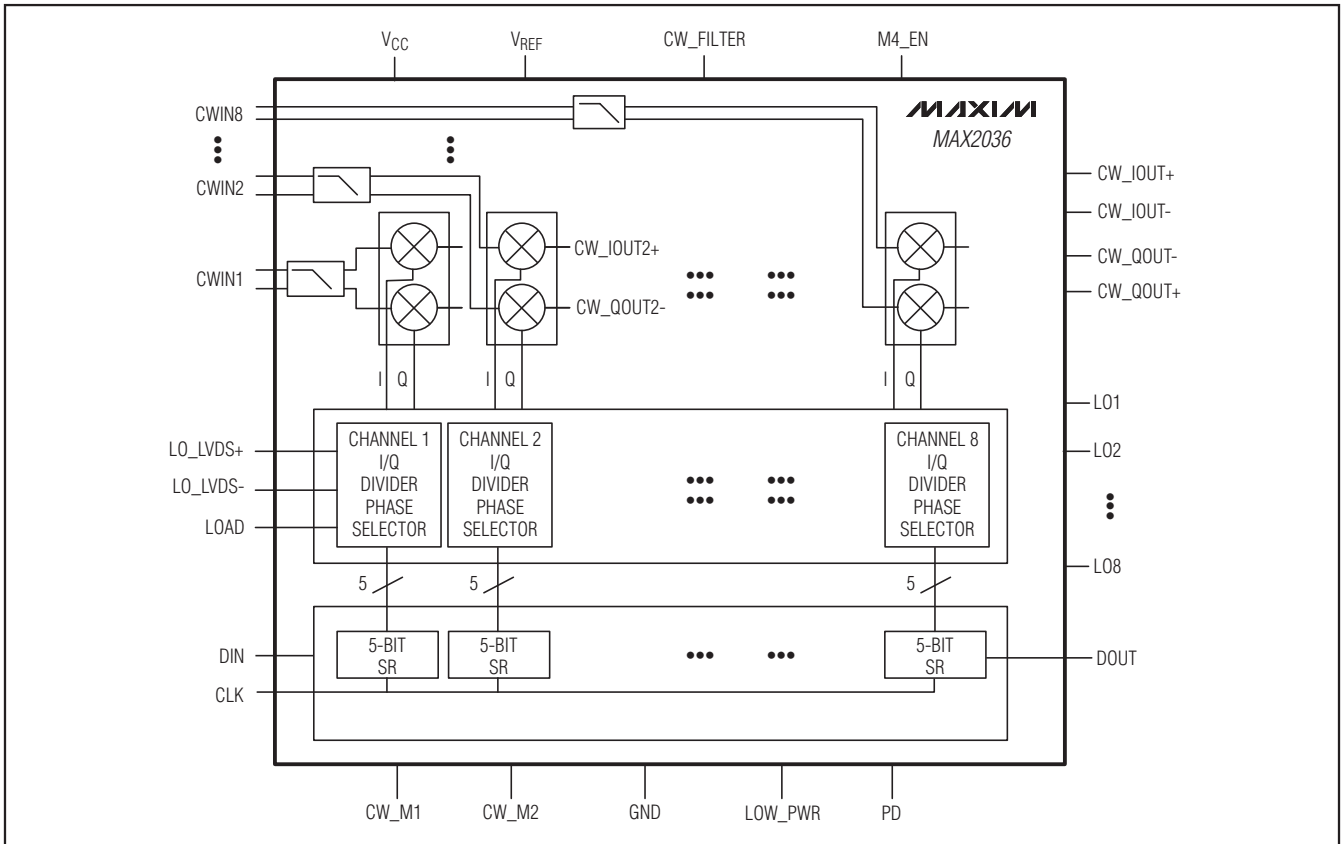 VCC
VREF
CW_FILTER
M4_EN
CWIN8
MAXIM
MAX2036
CWIN2
CWIN1
CW_IOUT2+
CW_QOUT2-
CW_IOUT+
CW_IOUT-
CW_QOUT-
CW_QOUT+
I Q
I Q
I Q
LO_LVDS+
LO_LVDS-
LOAD
CHANNEL 1
I/Q
DIVIDER
PHASE
SELECTOR
CHANNEL 2
I/Q
DIVIDER
PHASE
SELECTOR
CHANNEL 8
I/Q
DIVIDER
PHASE
SELECTOR
LO1
LO2
LO8
5
5
5
DIN
CLK
5-BIT
SR
5-BIT
SR
5-BIT
SR
DOUT
CW_M1
CW_M2
GND
LOW_PWR
PD